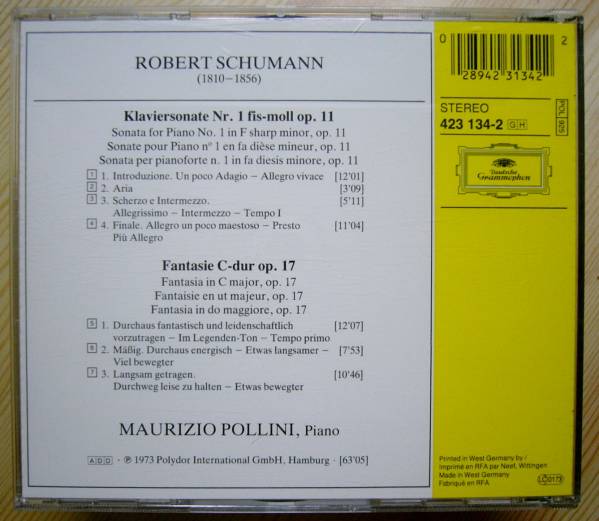 ROBERT SCHUMANN
(1810–1856)
Klaviersonate Nr. 1 fis-moll op. 11
Sonata for Piano No. 1 in F sharp minor, op. 11
Sonate pour Piano n° 1 en fa dièse mineur, op. 11
Sonata per pianoforte n. 1 in fa diesis minore, op. 11
1 1. Introduzione. Un poco Adagio – Allegro vivace [12'01]
2 2. Aria [3'09]
3 3. Scherzo e Intermezzo. [5'11]
Allegrissimo – Intermezzo – Tempo I
4 4. Finale. Allegro un poco maestoso – Presto [11'04]
Più Allegro
Fantasie C-dur op. 17
Fantasia in C major, op. 17
Fantaisie en ut majeur, op. 17
Fantasia in do maggiore, op. 17
5 1. Durchaus fantastisch und leidenschaftlich [12'07]
vorzutragen – Im Legenden-Ton – Tempo primo
6 2. Mäßig. Durchaus energisch – Etwas langsamer – [7'53]
Viel bewegter
7 3. Langsam getragen. [10'46]
Durchweg leise zu halten – Etwas bewegter
MAURIZIO POLLINI, Piano
ADD · ℗ 1973 Polydor International GmbH, Hamburg · [63'05]
0 28942 31342 2
STEREO
423 134-2 GH
POL 925
Deutsche
Grammophon
Printed in West Germany by /
Imprimé en RFA par Neef, Wittingen
Made in West Germany
Fabriqué en RFA
LC 0173